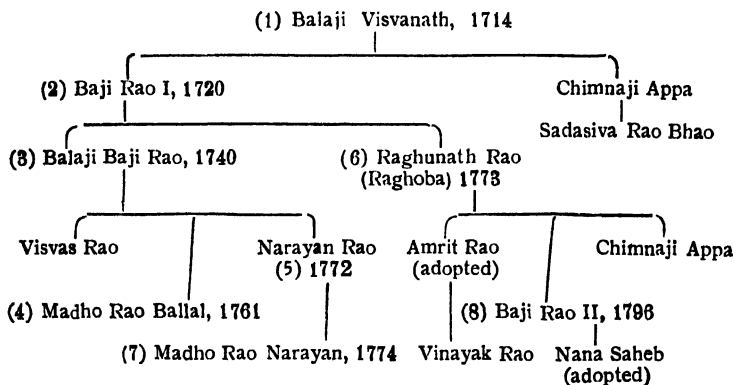 (1) Balaji Visvanath, 1714
(2) Baji Rao I, 1720
Chimnaji Appa
Sadasiva Rao Bhao
(3) Balaji Baji Rao, 1740
(6) Raghunath Rao
(Raghoba) 1773
Visvas Rao
Narayan Rao
(5) 1772
Amrit Rao
(adopted)
Chimnaji Appa
(4) Madho Rao Ballal, 1761
(8) Baji Rao II, 1796
(7) Madho Rao Narayan, 1774
Vinayak Rao
Nana Saheb
(adopted)